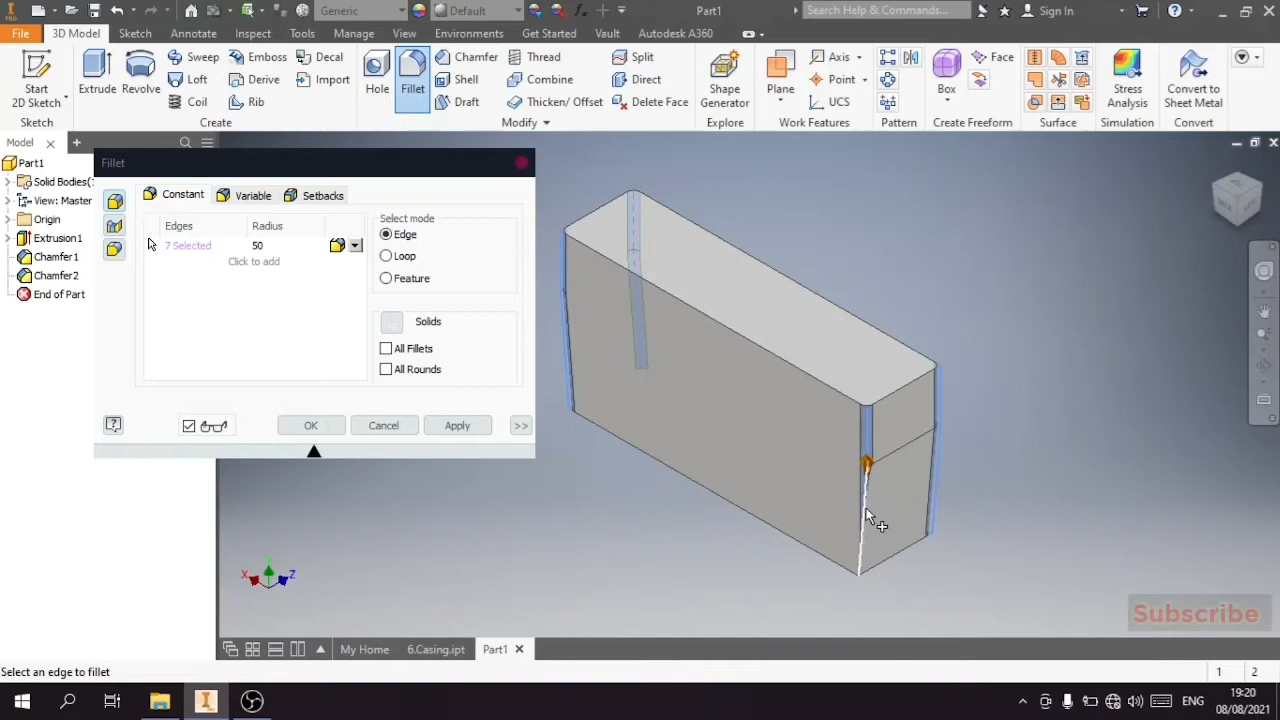 PRO
Generic
Default
Part1
Search Help & Commands...
Sign In
File
3D Model
Sketch
Annotate
Inspect
Tools
Manage
View
Environments
Get Started
Vault
Autodesk A360
Start
2D Sketch
Extrude
Revolve
Sweep
Loft
Coil
Emboss
Derive
Rib
Decal
Import
Hole
Fillet
Chamfer
Shell
Draft
Thread
Combine
Thicken/ Offset
Split
Direct
Delete Face
Shape
Generator
Plane
Axis
Point
UCS
Box
Face
Stress
Analysis
Convert to
Sheet Metal
Sketch
Create
Modify
Explore
Work Features
Pattern
Create Freeform
Surface
Simulation
Convert
Model
Part1
Solid Bodies(
View: Master
Origin
Extrusion1
Chamfer1
Chamfer2
End of Part
Fillet
Constant
Variable
Setbacks
Edges
Radius
7 Selected
50
Click to add
Select mode
Edge
Loop
Feature
Solids
All Fillets
All Rounds
OK
Cancel
Apply
>>
X
Z
Subscribe
My Home
6.Casing.ipt
Part1
Select an edge to fillet
1
2
ENG
19:20
08/08/2021